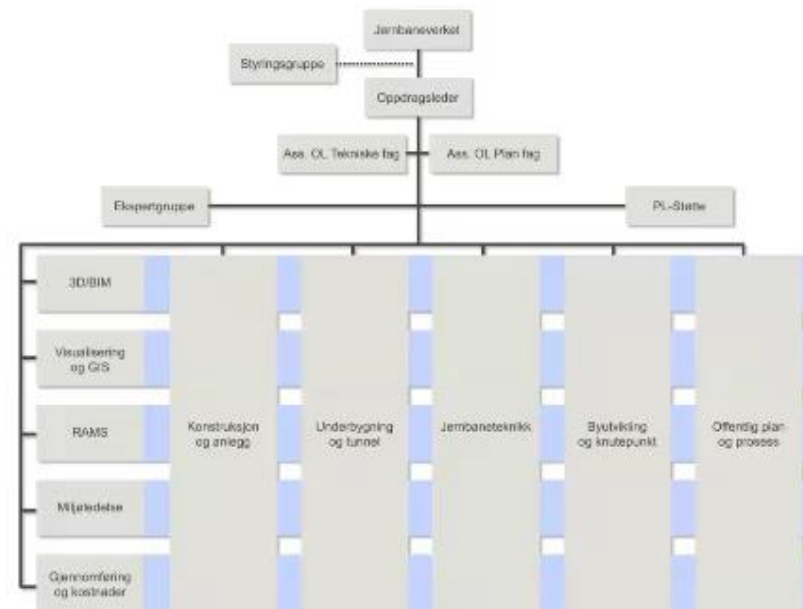 Jernbaneverket
Styringsgruppe
Oppdragsleder
Ass. OL Tekniske fag
Ass. OL Plan fag
Ekspertgruppe
PL-Støtte
3D/BIM
Visualisering
og GIS
RAMS
Miljøledelse
Gjennomføring
og kostnader
Konstruksjon
og anlegg
Underbygning
og tunnel
Jernbaneteknikk
Byutvikling
og knutepunkt
Offentlig plan
og prosess